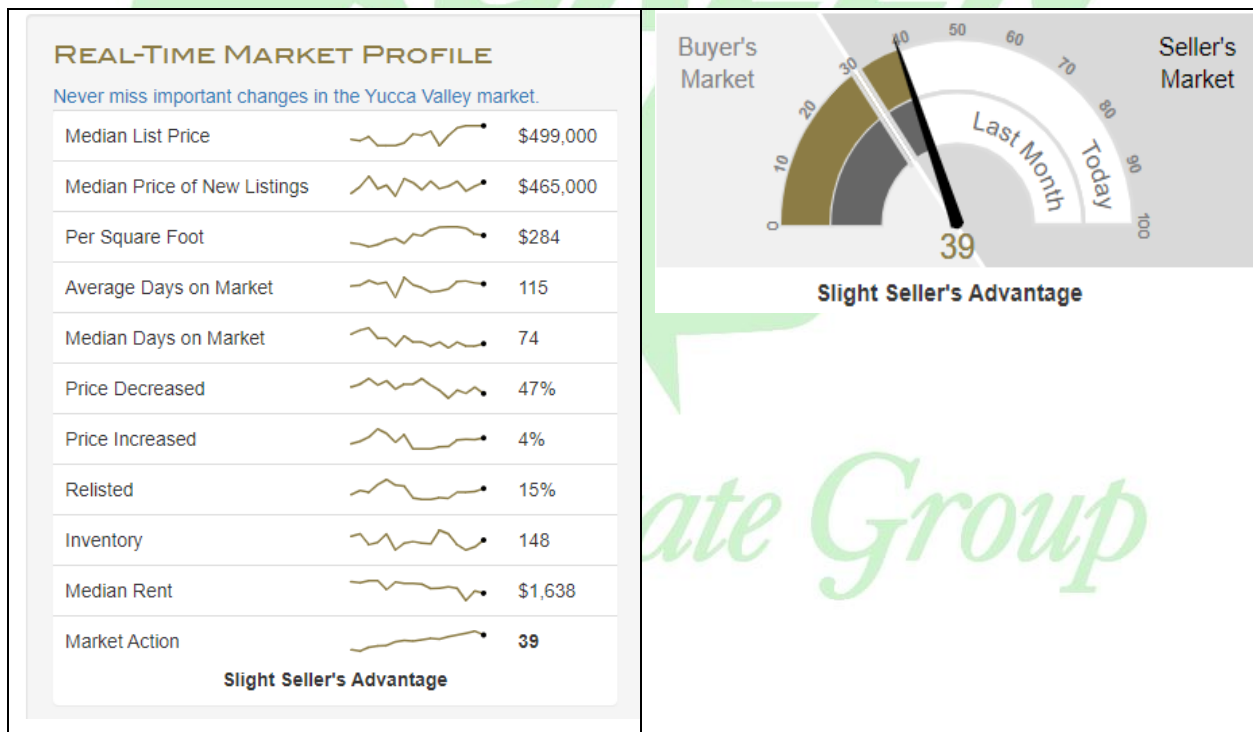 REAL-TIME MARKET PROFILE
Never miss important changes in the Yucca Valley market.
Median List Price $499,000
Median Price of New Listings $465,000
Per Square Foot $284
Average Days on Market 115
Median Days on Market 74
Price Decreased 47%
Price Increased 4%
Relisted 15%
Inventory 148
Median Rent $1,638
Market Action 39
Slight Seller's Advantage
Buyer's
Market
Seller's
Market
0
10
20
30
40
50
60
70
80
90
100
Last Month
Today
39
Slight Seller's Advantage
ate Group